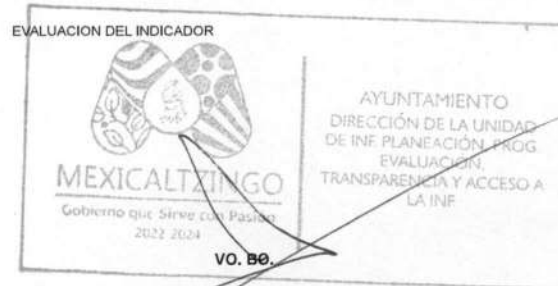 EVALUACION DEL INDICADOR
MEXICALTZINGO
Gobierno que Sirve con Pasión
2022 2024
AYUNTAMIENTO
DIRECCIÓN DE LA UNIDAD
DE INF. PLANEACIÓN, PROG
EVALUACIÓN,
TRANSPARENCIA Y ACCESO A
LA INF
VO. BO.